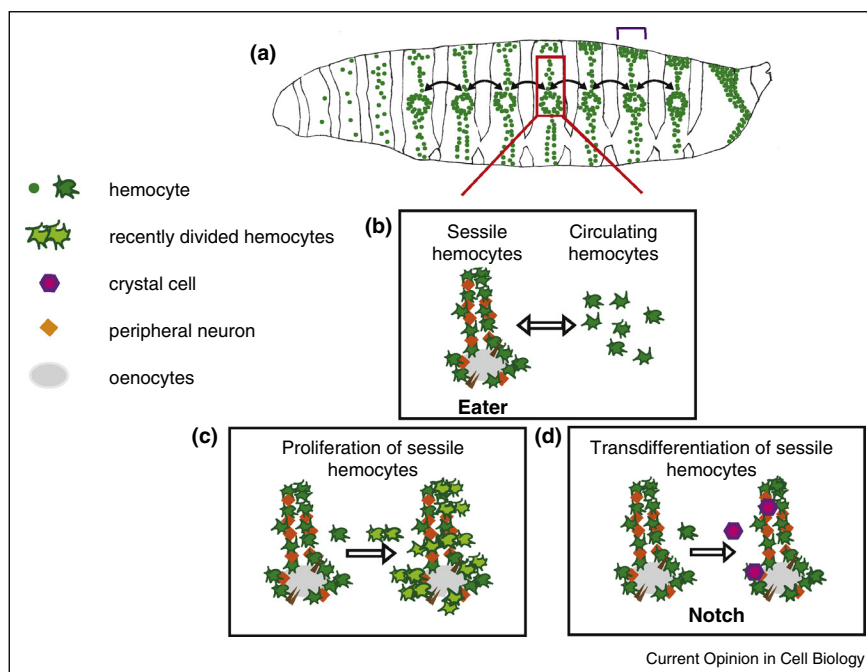 (a)
hemocyte
recently divided hemocytes
crystal cell
peripheral neuron
oenocytes
(b)
Sessile
hemocytes
Circulating
hemocytes
Eater
(c)
Proliferation of sessile
hemocytes
(d)
Transdifferentiation of sessile
hemocytes
Notch
Current Opinion in Cell Biology